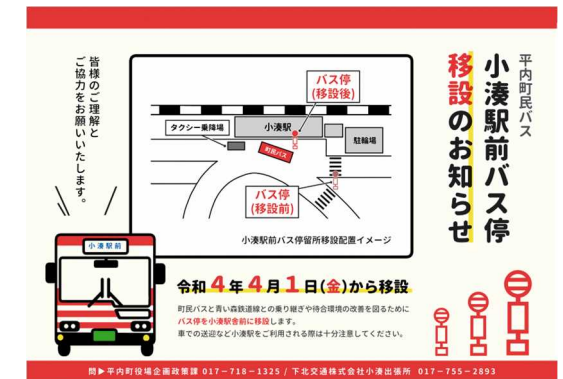 平内町民バス
小湊駅前バス停
移設のお知らせ
皆様のご理解と
ご協力をお願いいたします。
バス停
(移設後)
タクシー乗降場
小湊駅
駐輪場
町民バス
バス停
(移設前)
小湊駅前バス停留所移設配置イメージ
小湊駅前
令和4年4月1日(金)から移設
町民バスと青い森鉄道線との乗り継ぎや待合環境の改善を図るために
バス停を小湊駅舎前に移設します。
車での送迎など小湊駅をご利用される際は十分注意してください。
問▶平内町役場企画政策課 017-718-1325 / 下北交通株式会社小湊出張所 017-755-2893